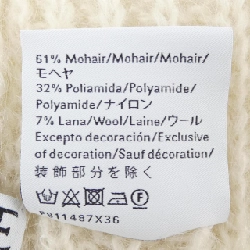 61% Mohair/Mohair/Mohair/
モヘヤ
32% Poliamida/Polyamide/
Polyamide/ナイロン
7% Lana/Wool/Laine/ウール
Excepto decoración/Exclusive
of decoration/Sauf décoration/
装飾部分を除く